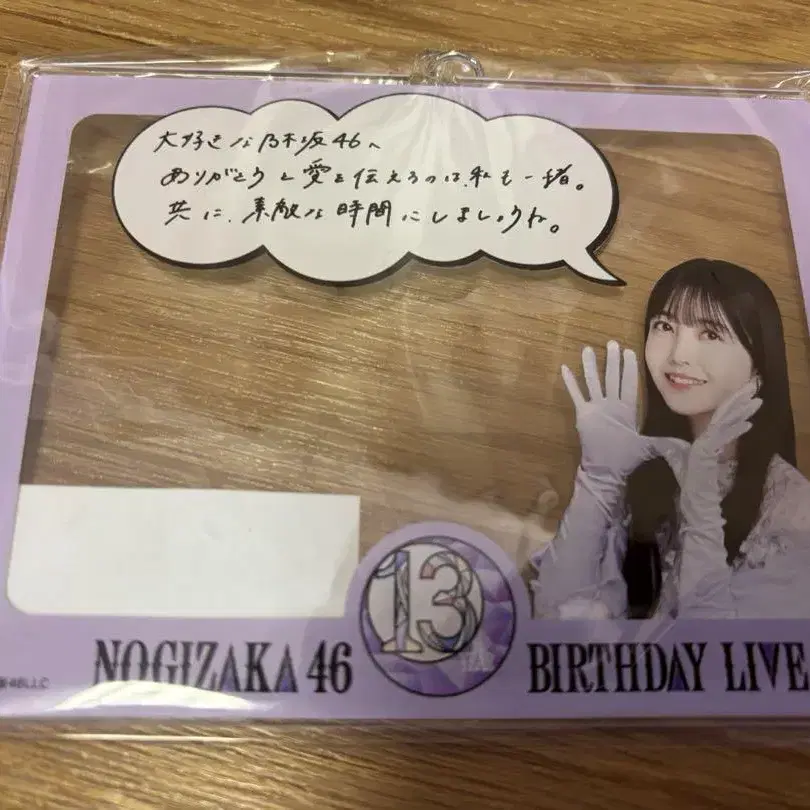 大好きな乃木坂46へ
ありがとうと愛を伝えるのは、私も一緒。
共に、素敵な時間にしましょうね。
13
NOGIZAKA 46 BIRTHDAY LIVE
46LLC